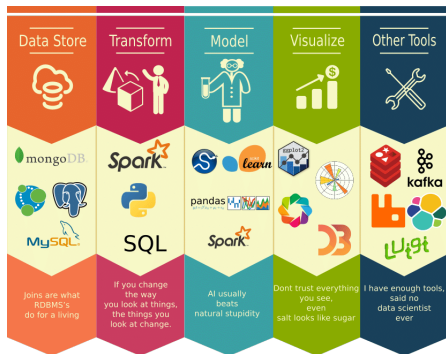 Data Store
Transform
Model
Visualize
Other Tools
mongoDB
MySQL
Spark
SQL
learn
pandas
Spark
ggplot2
D3
kafka
luigi
Joins are what
RDBMS's
do for a living
If you change
the way
you look at things,
the things you
look at change.
AI usually
beats
natural stupidity
Dont trust everything
you see,
even
salt looks like sugar
I have enough tools,
said no
data scientist
ever